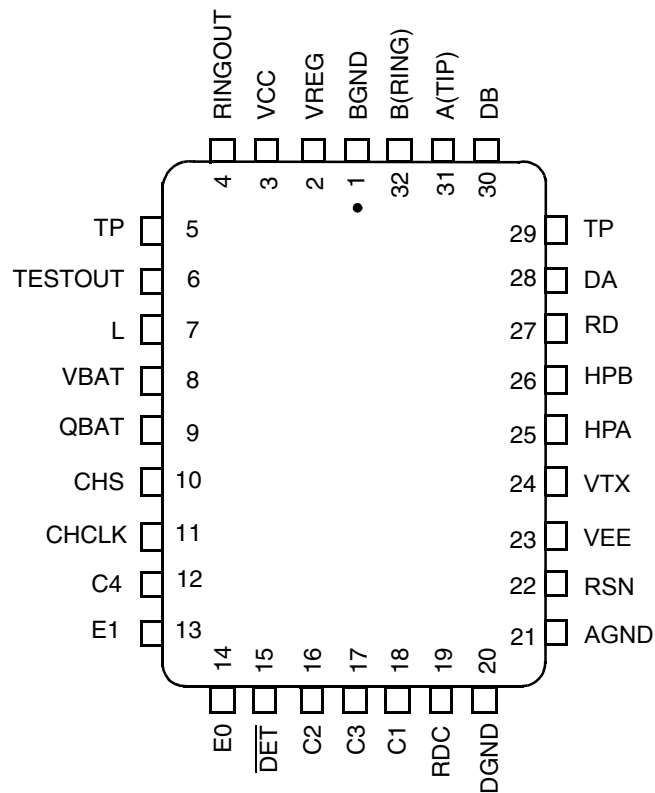 RINGOUT
VCC
VREG
BGND
B(RING)
A(TIP)
DB
4
3
2
1
32
31
30
TP 5
TESTOUT 6
L 7
VBAT 8
QBAT 9
CHS 10
CHCLK 11
C4 12
E1 13
29 TP
28 DA
27 RD
26 HPB
25 HPA
24 VTX
23 VEE
22 RSN
21 AGND
14
15
16
17
18
19
20
E0
DET
C2
C3
C1
RDC
DGND